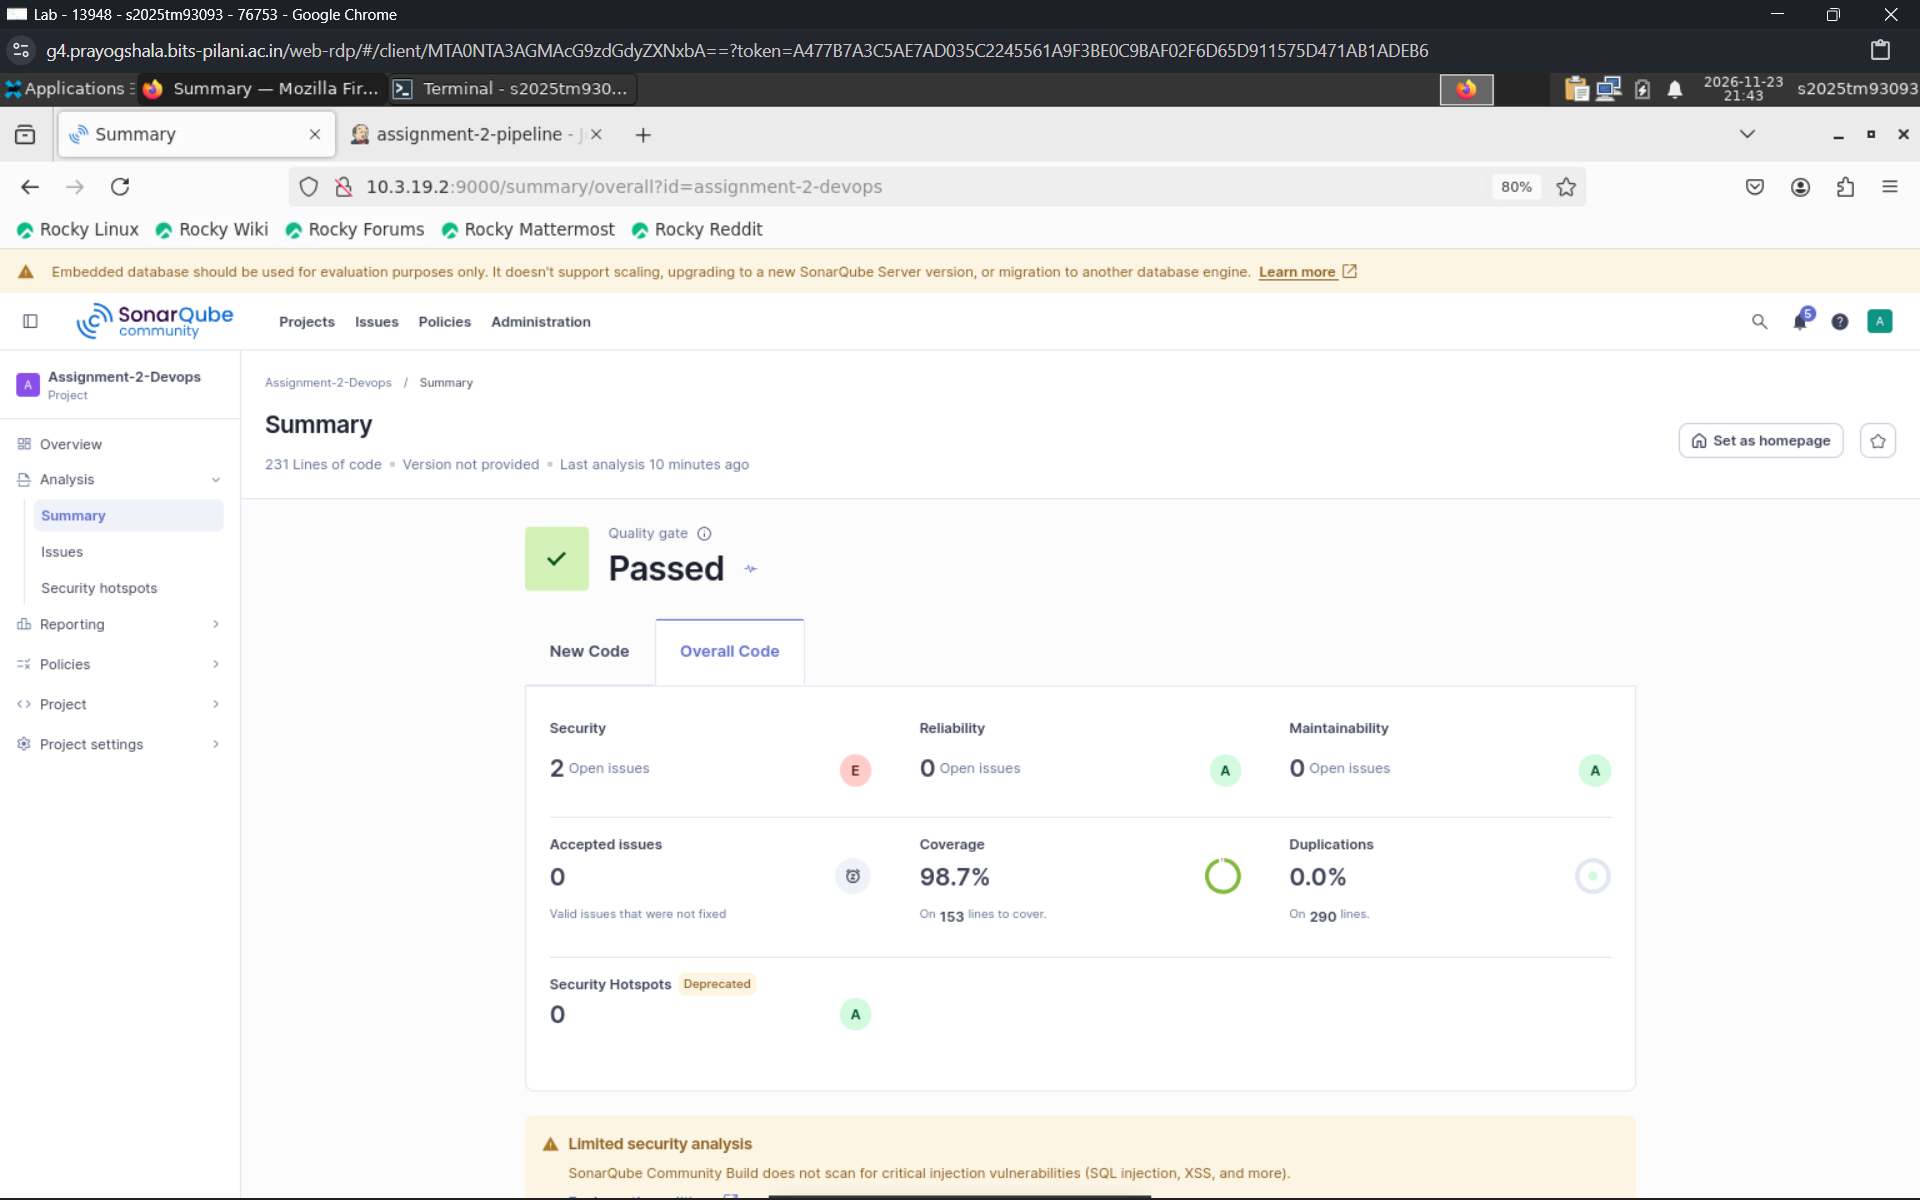 Lab - 13948 - s2025tm93093 - 76753 - Google Chrome
g4.prayogshala.bits-pilani.ac.in/web-rdp/#/client/MTA0NTA3AGMAcG9zdGdyZXNxbA==?token=A477B7A3C5AE7AD035C2245561A9F3BE0C9BAF02F6D65D911575D471AB1ADEB6
Applications Summary — Mozilla Fir... Terminal - s2025tm930... 2026-11-23 21:43 s2025tm93093
Summary assignment-2-pipeline - J
10.3.19.2:9000/summary/overall?id=assignment-2-devops 80%
Rocky Linux Rocky Wiki Rocky Forums Rocky Mattermost Rocky Reddit
Embedded database should be used for evaluation purposes only. It doesn't support scaling, upgrading to a new SonarQube Server version, or migration to another database engine. Learn more
SonarQube community Projects Issues Policies Administration 5 ? A
A Assignment-2-Devops
Project
Overview
Analysis
Summary
Issues
Security hotspots
Reporting
Policies
Project
Project settings
Assignment-2-Devops / Summary
Summary
Set as homepage
231 Lines of code Version not provided Last analysis 10 minutes ago
Quality gate
Passed
New Code Overall Code
Security Reliability Maintainability
2 Open issues E 0 Open issues A 0 Open issues A
Accepted issues Coverage Duplications
0 98.7% 0.0%
Valid issues that were not fixed On 153 lines to cover. On 290 lines.
Security Hotspots Deprecated
0 A
Limited security analysis
SonarQube Community Build does not scan for critical injection vulnerabilities (SQL injection, XSS, and more).